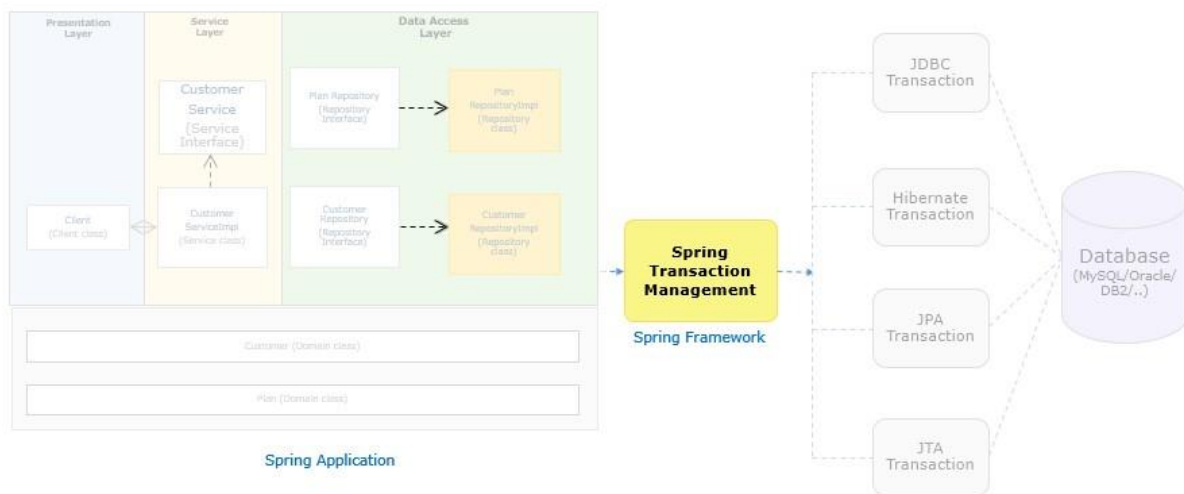 Presentation
Layer
Service
Layer
Data Access
Layer
Customer
Service
(Service
Interface)
Plan Repository
(Repository
Interface)
Plan
RepositoryImpl
(Repository
class)
Client
(Client class)
Customer
ServiceImpl
(Service class)
Customer
Repository
(Repository
Interface)
Customer
RepositoryImpl
(Repository
class)
Customer (Domain class)
Plan (Domain class)
Spring Application
Spring
Transaction
Management
Spring Framework
JDBC
Transaction
Hibernate
Transaction
JPA
Transaction
JTA
Transaction
Database
(MySQL/Oracle/
DB2/..)